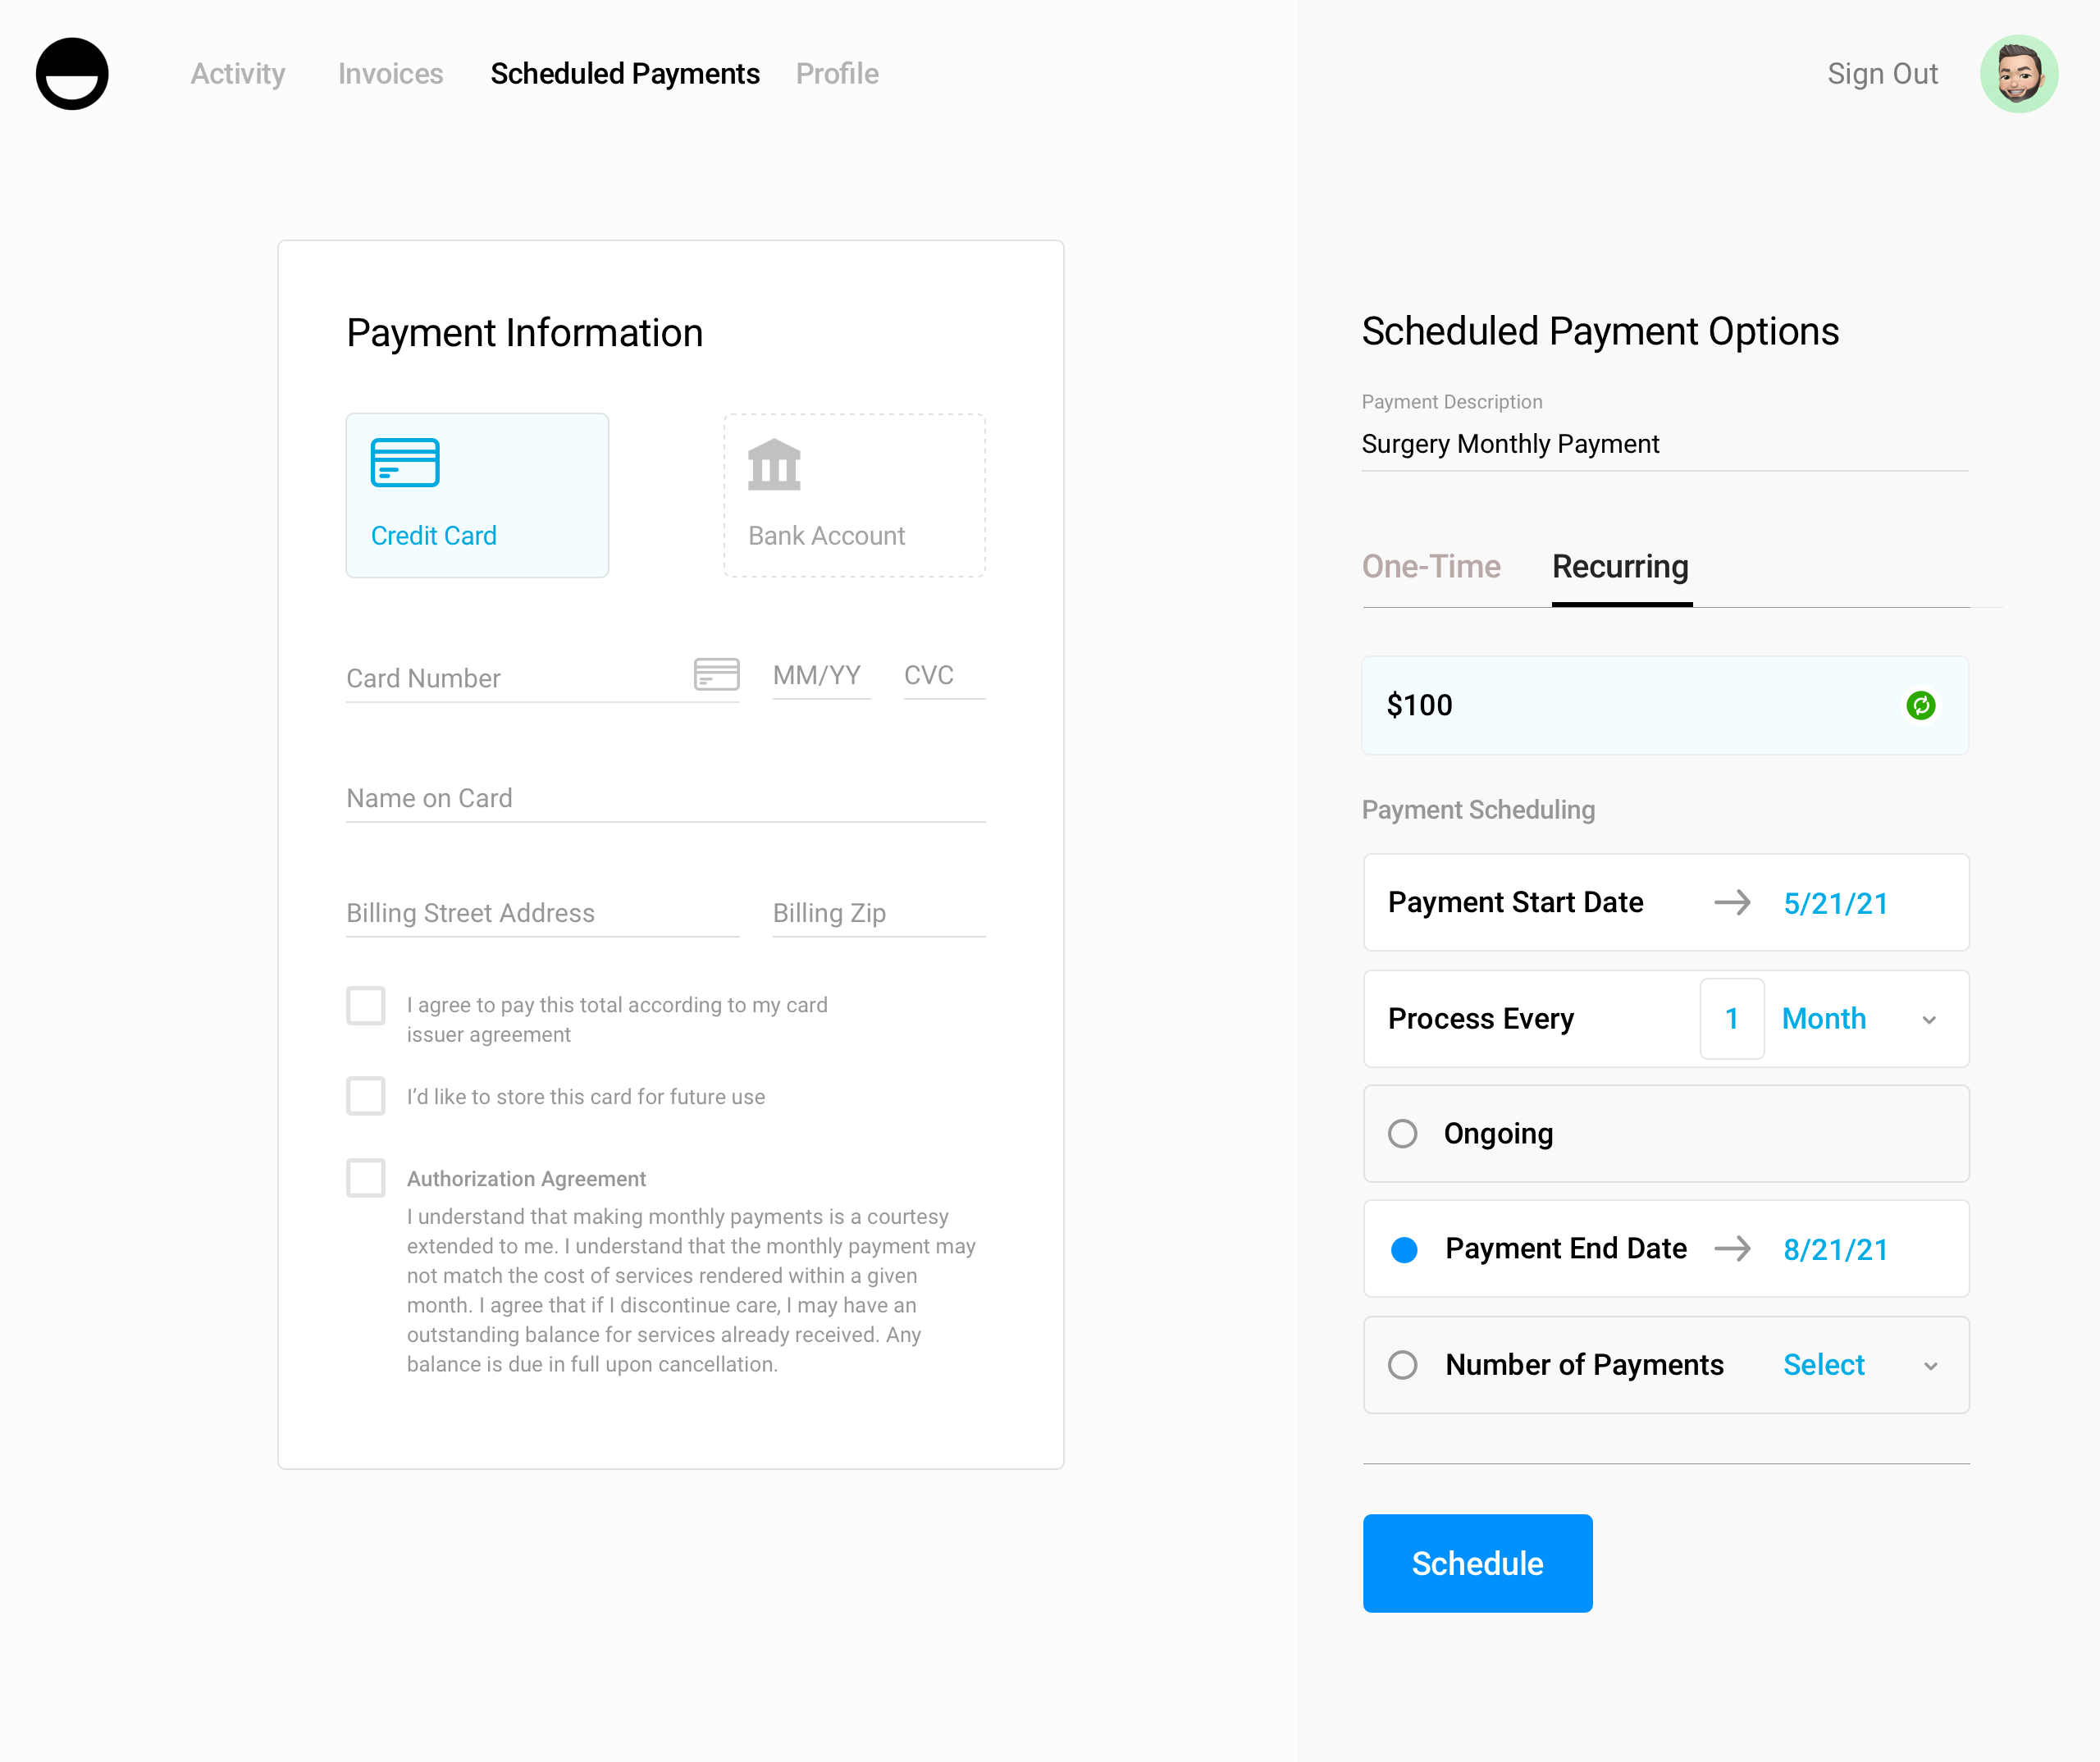 Activity Invoices Scheduled Payments Profile Sign Out
Payment Information
Credit Card
Bank Account
Card Number MM/YY CVC
Name on Card
Billing Street Address Billing Zip
I agree to pay this total according to my card
issuer agreement
I’d like to store this card for future use
Authorization Agreement
I understand that making monthly payments is a courtesy
extended to me. I understand that the monthly payment may
not match the cost of services rendered within a given
month. I agree that if I discontinue care, I may have an
outstanding balance for services already received. Any
balance is due in full upon cancellation.
Scheduled Payment Options
Payment Description
Surgery Monthly Payment
One-Time Recurring
$100
Payment Scheduling
Payment Start Date 5/21/21
Process Every 1 Month
Ongoing
Payment End Date 8/21/21
Number of Payments Select
Schedule